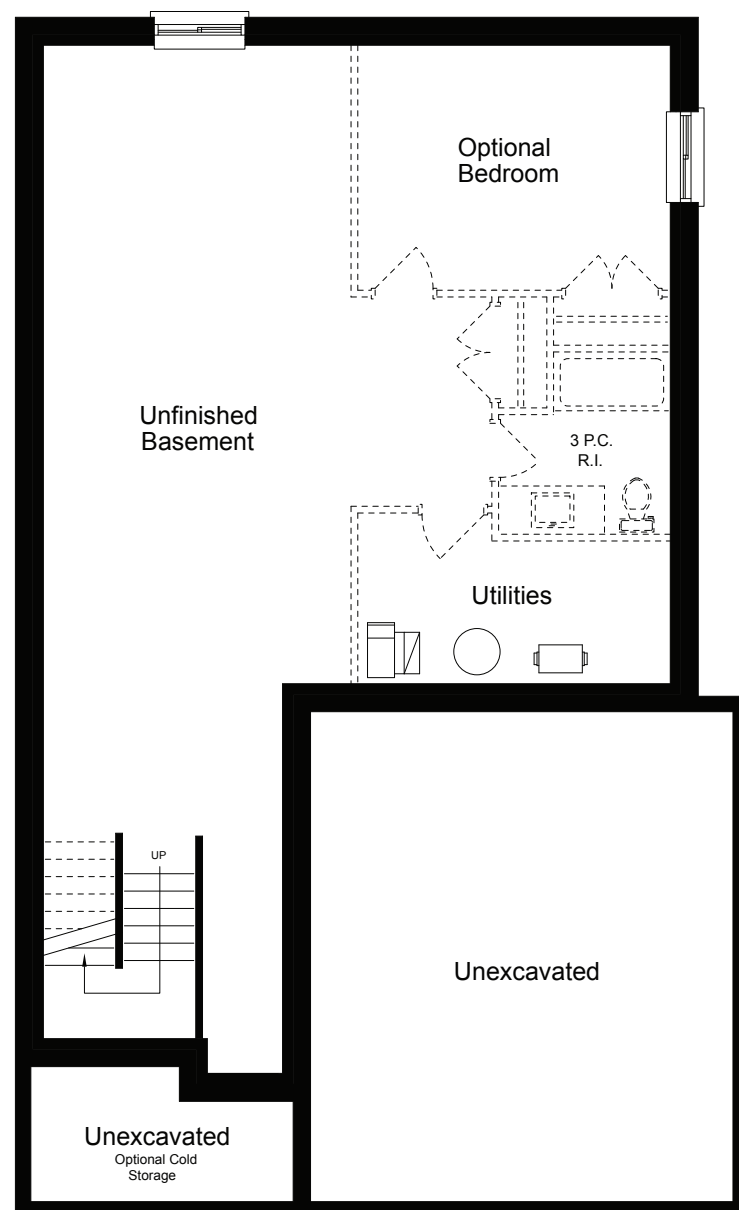 Optional
Bedroom
Unfinished
Basement
3 P.C.
R.I.
Utilities
UP
Unexcavated
Unexcavated
Optional Cold
Storage